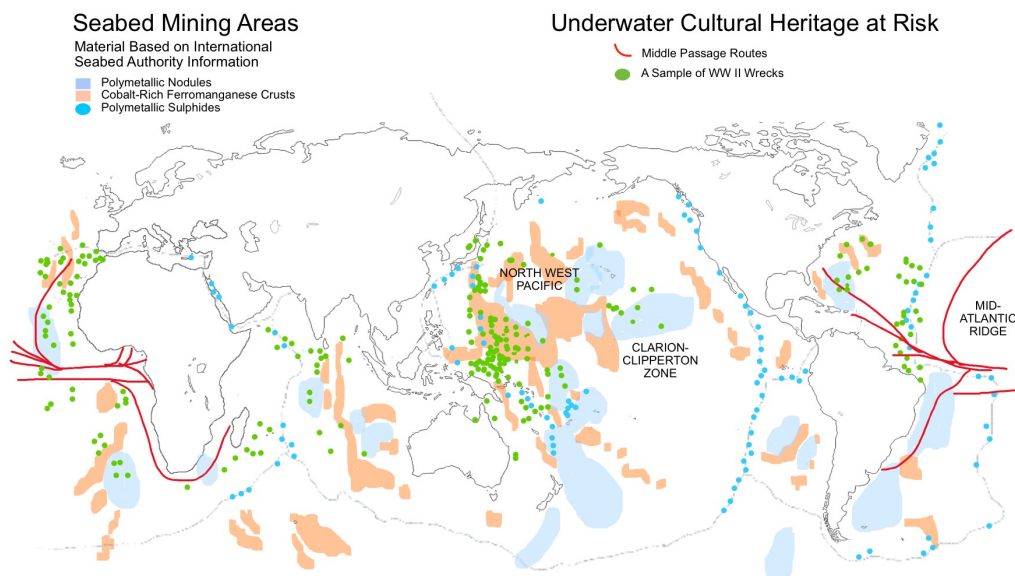 Seabed Mining Areas
Material Based on International
Seabed Authority Information
Polymetallic Nodules
Cobalt-Rich Ferromanganese Crusts
Polymetallic Sulphides
Underwater Cultural Heritage at Risk
Middle Passage Routes
A Sample of WW II Wrecks
NORTH WEST
PACIFIC
CLARION-
CLIPPERTON
ZONE
MID-
ATLANTIC
RIDGE